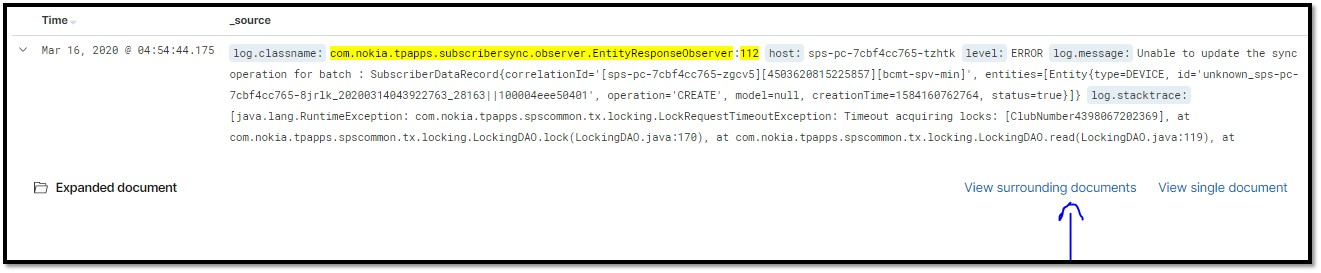 Time _source
Mar 16, 2020 @ 04:54:44.175 log.classname: com.nokia.tpapps.subscribersync.observer.EntityResponseObserver:112 host: sps-pc-7cbf4cc765-tzhtk level: ERROR log.message: Unable to update the sync
operation for batch : SubscriberDataRecord{correlationId='[sps-pc-7cbf4cc765-zgcv5][4503620815225857][bcmt-spv-min]', entities=[Entity{type=DEVICE, id='unknown_sps-pc-
7cbf4cc765-8jrlk_20200314043922763_28163||100004eee50401', operation='CREATE', model=null, creationTime=1584160762764, status=true}]} log.stacktrace:
[java.lang.RuntimeException: com.nokia.tpapps.spscommon.tx.locking.LockRequestTimeoutException: Timeout acquiring locks: [ClubNumber4398067202369], at
com.nokia.tpapps.spscommon.tx.locking.LockingDAO.lock(LockingDAO.java:170), at com.nokia.tpapps.spscommon.tx.locking.LockingDAO.read(LockingDAO.java:119), at
Expanded document View surrounding documents View single document